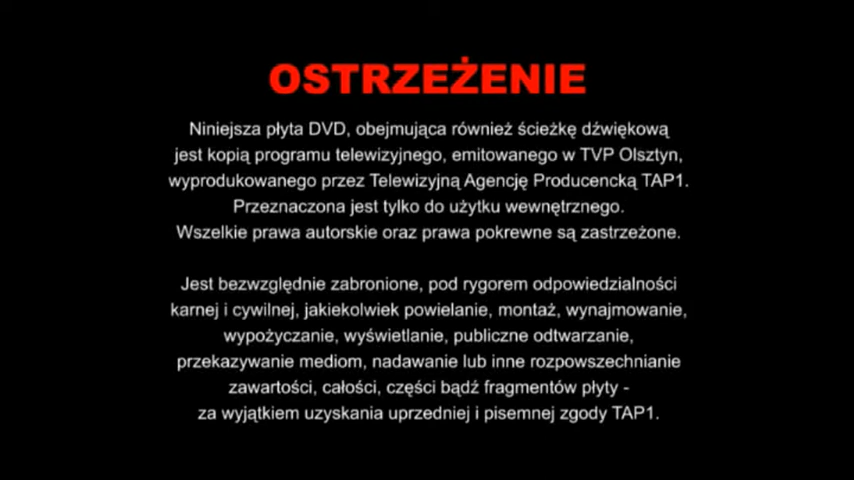 OSTRZEŻENIE
Niniejsza płyta DVD, obejmująca również ścieżkę dźwiękową
jest kopią programu telewizyjnego, emitowanego w TVP Olsztyn,
wyprodukowanego przez Telewizyjną Agencję Producencką TAP1.
Przeznaczona jest tylko do użytku wewnętrznego.
Wszelkie prawa autorskie oraz prawa pokrewne są zastrzeżone.
Jest bezwzględnie zabronione, pod rygorem odpowiedzialności
karnej i cywilnej, jakiekolwiek powielanie, montaż, wynajmowanie,
wypożyczanie, wyświetlanie, publiczne odtwarzanie,
przekazywanie mediom, nadawanie lub inne rozpowszechnianie
zawartości, całości, części bądź fragmentów płyty -
za wyjątkiem uzyskania uprzedniej i pisemnej zgody TAP1.